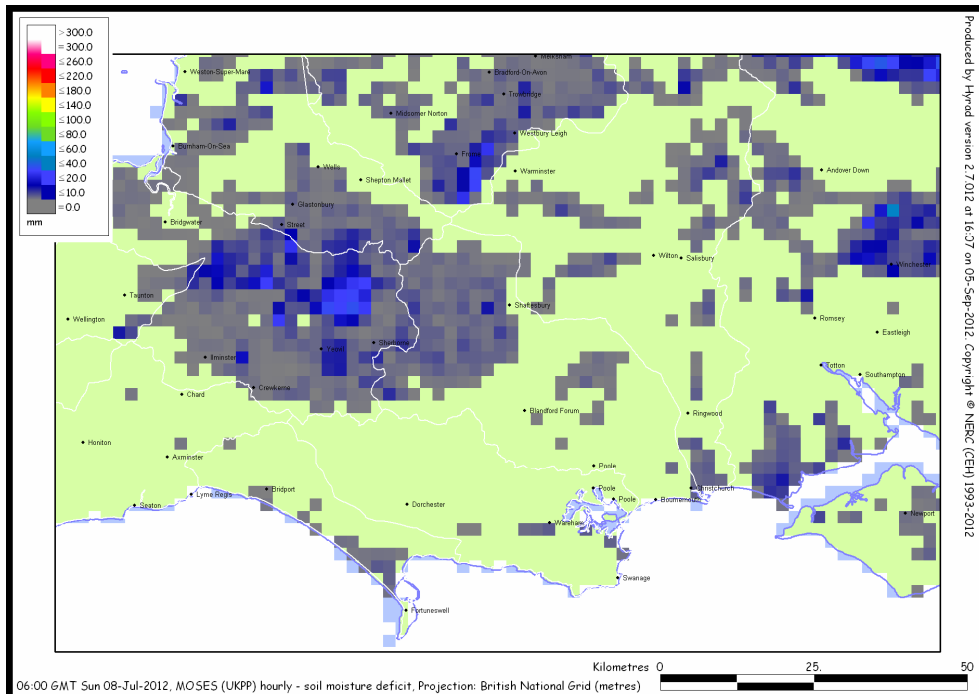 > 300.0
= 300.0
≤ 260.0
≤ 220.0
≤ 180.0
≤ 140.0
≤ 100.0
≤ 80.0
≤ 60.0
≤ 40.0
≤ 20.0
≤ 10.0
= 0.0
mm
Melksham
Weston-Super-Mare
Bradford-On-Avon
Trowbridge
Midsomer Norton
Westbury Leigh
Burnham-On-Sea
Frome
Wells
Warminster
Andover Down
Shepton Mallet
Glastonbury
Bridgwater
Street
Wilton
Salisbury
Winchester
Taunton
Shaftesbury
Wellington
Romsey
Eastleigh
Sherborne
Yeovil
Ilminster
Totton
Southampton
Crewkerne
Chard
Blandford Forum
Ringwood
Honiton
Axminster
Poole
Bridport
Poole
Christchurch
Lyme Regis
Poole
Bournemouth
Seaton
Dorchester
Newport
Wareham
Swanage
Fortuneswell
Kilometres 0 25. 50
06:00 GMT Sun 08-Jul-2012, MOSES (UKPP) hourly - soil moisture deficit, Projection: British National Grid (metres)
Produced by Hyrad version 2.7.012 at 16:07 on 05-Sep-2012. Copyright © NERC (CEH) 1993-2012